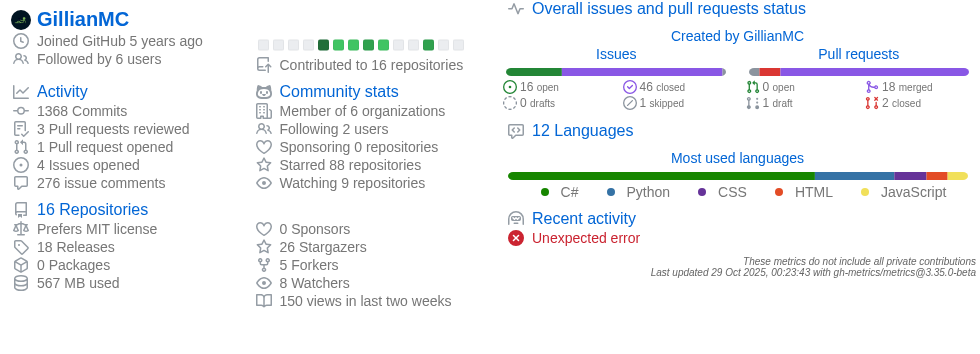 GillianMC
Joined GitHub 5 years ago
Followed by 6 users
Contributed to 16 repositories
Activity
1368 Commits
3 Pull requests reviewed
1 Pull request opened
4 Issues opened
276 issue comments
Community stats
Member of 6 organizations
Following 2 users
Sponsoring 0 repositories
Starred 88 repositories
Watching 9 repositories
16 Repositories
Prefers MIT license
18 Releases
0 Packages
567 MB used
0 Sponsors
26 Stargazers
5 Forkers
8 Watchers
150 views in last two weeks
Overall issues and pull requests status
Created by GillianMC
Issues
16 open
46 closed
0 drafts
1 skipped
Pull requests
0 open
18 merged
1 draft
2 closed
12 Languages
Most used languages
C# Python CSS HTML JavaScript
Recent activity
Unexpected error
These metrics do not include all private contributions
Last updated 29 Oct 2025, 00:23:43 with gh-metrics/metrics@3.35.0-beta